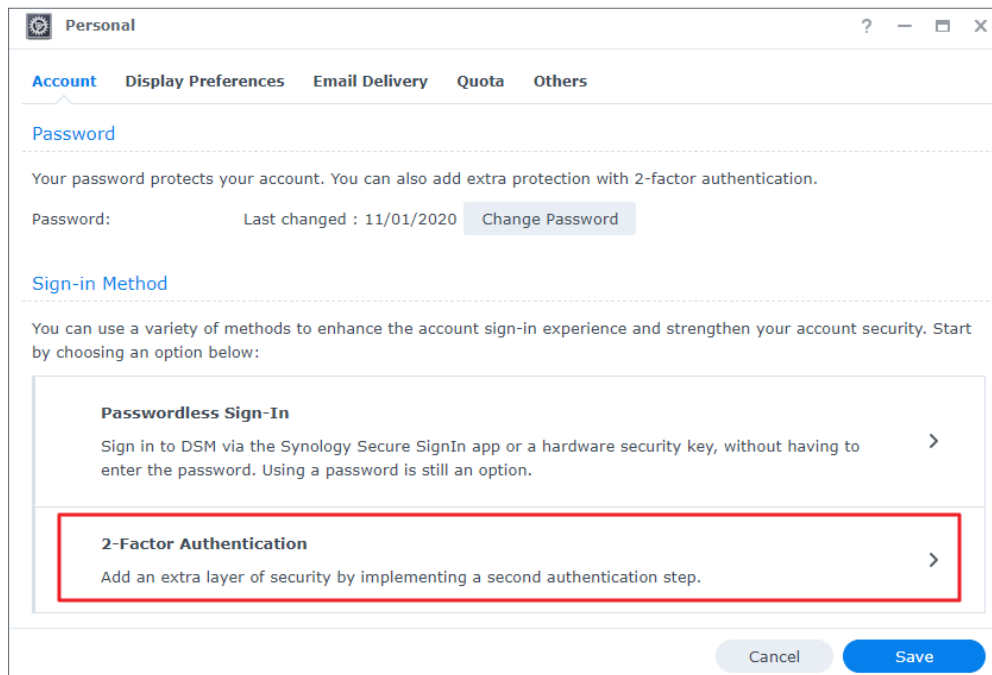 Personal
Account Display Preferences Email Delivery Quota Others
Password
Your password protects your account. You can also add extra protection with 2-factor authentication.
Password: Last changed : 11/01/2020 Change Password
Sign-in Method
You can use a variety of methods to enhance the account sign-in experience and strengthen your account security. Start
by choosing an option below:
Passwordless Sign-In
Sign in to DSM via the Synology Secure SignIn app or a hardware security key, without having to
enter the password. Using a password is still an option.
2-Factor Authentication
Add an extra layer of security by implementing a second authentication step.
Cancel Save